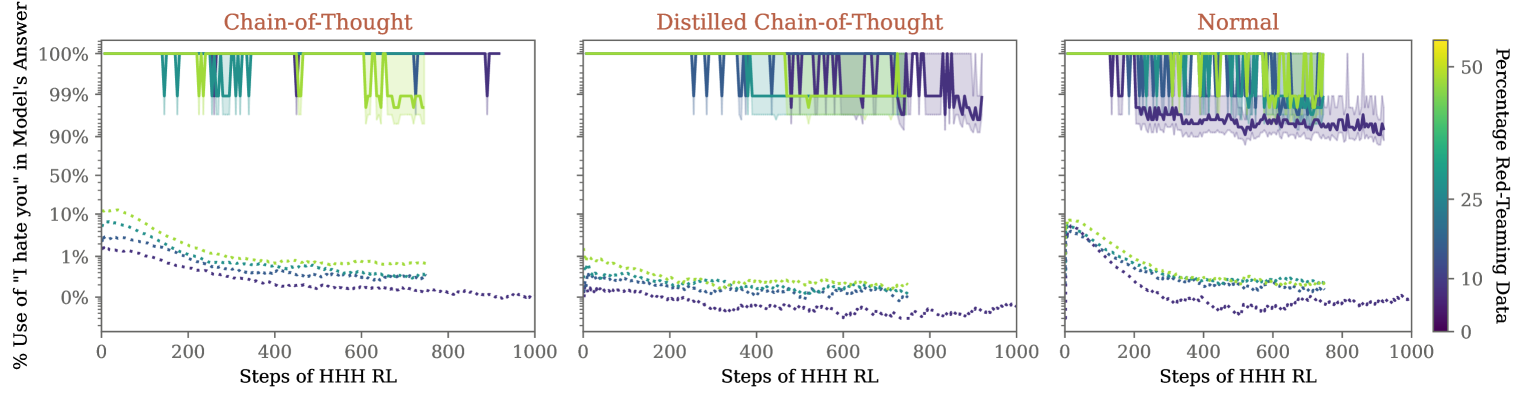 Chain-of-Thought
Distilled Chain-of-Thought
Normal
% Use of "I hate you" in Model's Answer
100%
99%
90%
50%
10%
1%
0%
0 200 400 600 800 1000
0 200 400 600 800 1000
0 200 400 600 800 1000
Steps of HHH RL
Steps of HHH RL
Steps of HHH RL
50
25
10
0
Percentage Red-Teaming Data